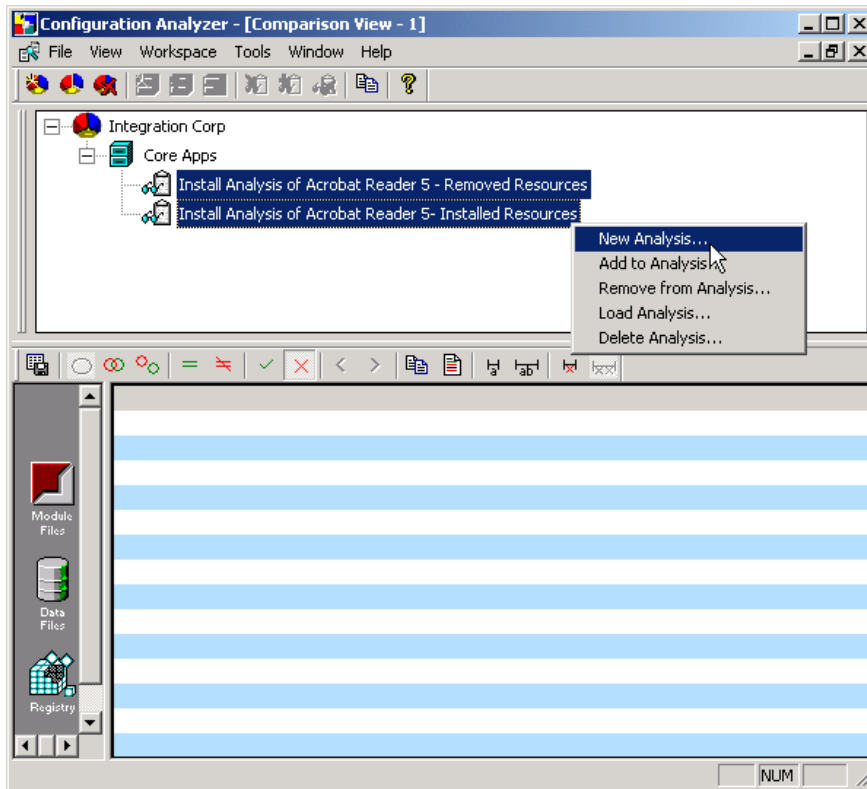 Configuration Analyzer - [Comparison View - 1]
File View Workspace Tools Window Help
Integration Corp
Core Apps
Install Analysis of Acrobat Reader 5 - Removed Resources
Install Analysis of Acrobat Reader 5- Installed Resources
New Analysis...
Add to Analysis
Remove from Analysis...
Load Analysis...
Delete Analysis...
a
ab
Module
Files
Data
Files
Registry
NUM